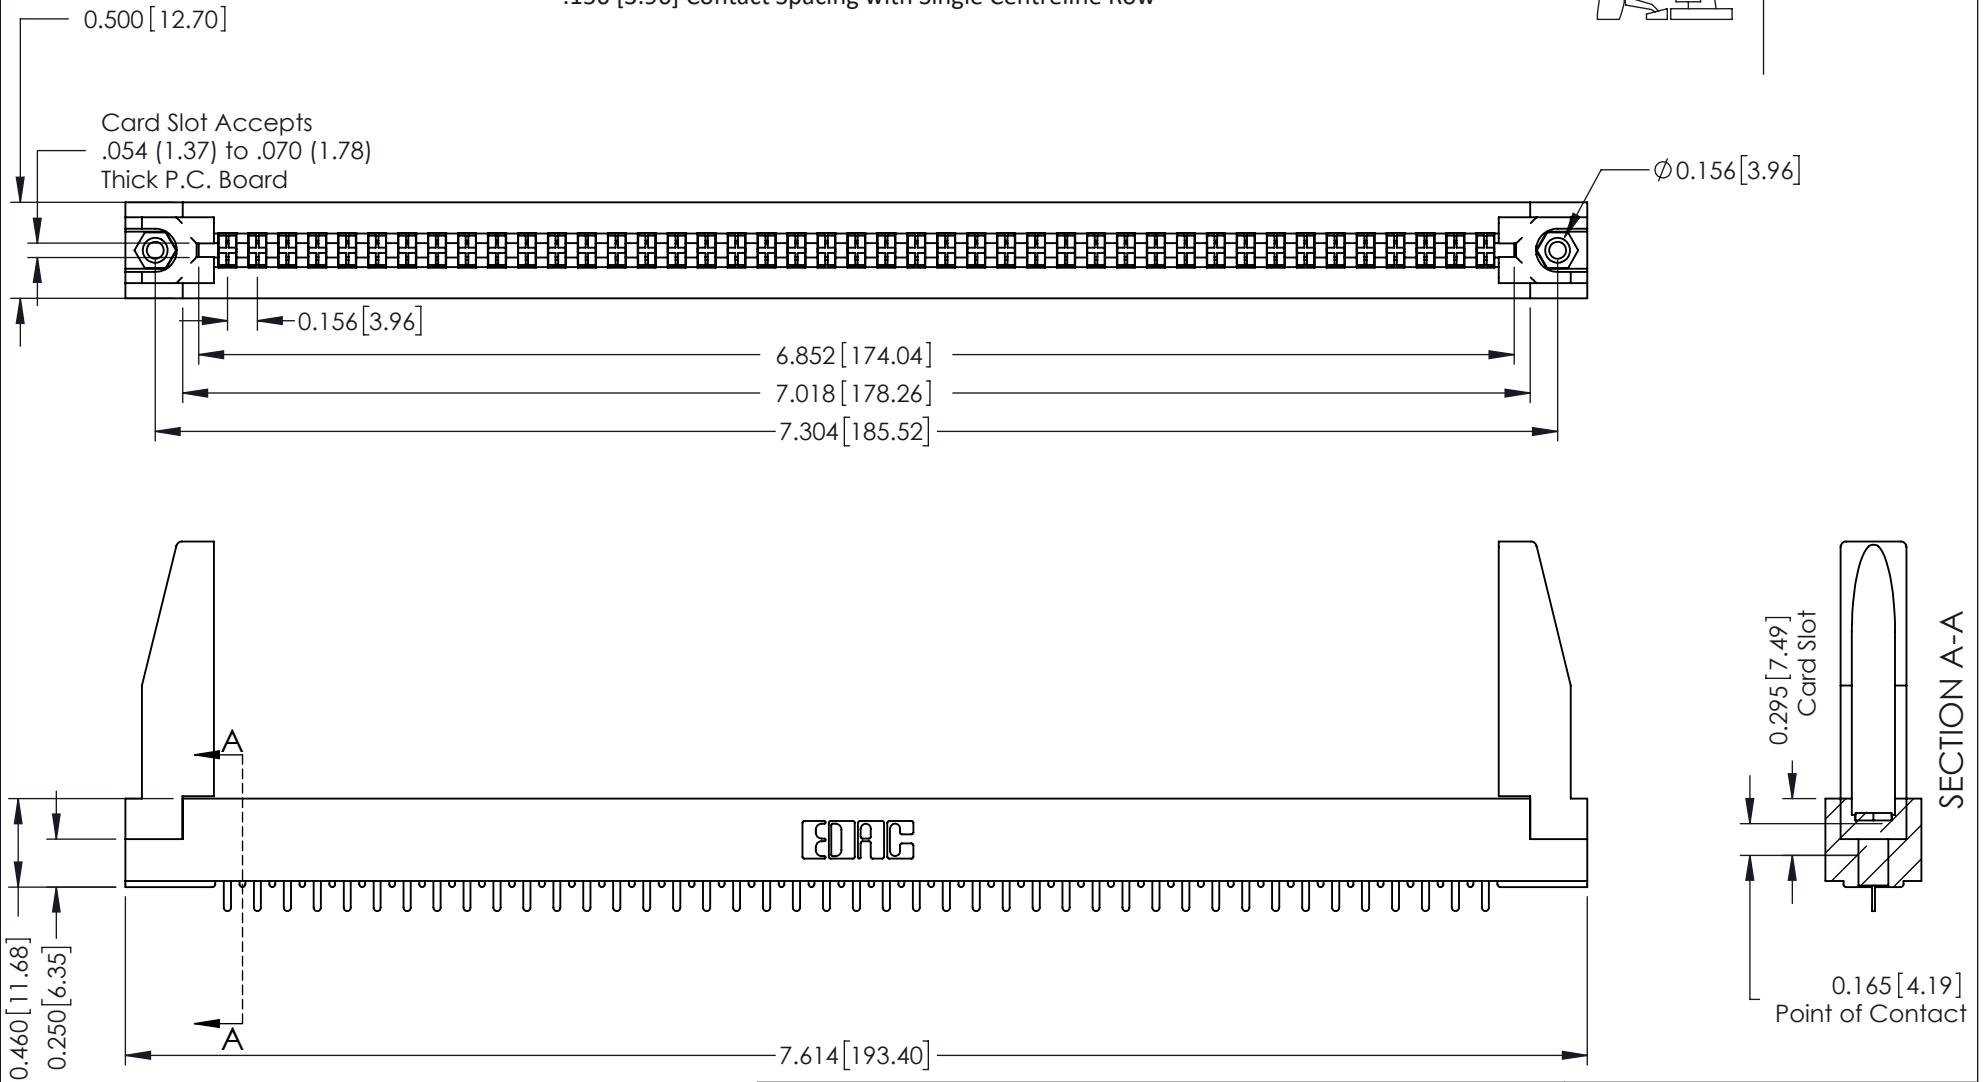 .156 [3.96] Contact Spacing with Single Centreline Row
0.500 [12.70]
Card Slot Accepts
.054 (1.37) to .070 (1.78)
Thick P.C. Board
Ø0.156[3.96]
0.156[3.96]
6.852[174.04]
7.018[178.26]
7.304[185.52]
A
EDAC
A
0.460[11.68]
0.250[6.35]
7.614[193.40]
0.295[7.49]
Card Slot
SECTION A-A
0.165[4.19]
Point of Contact